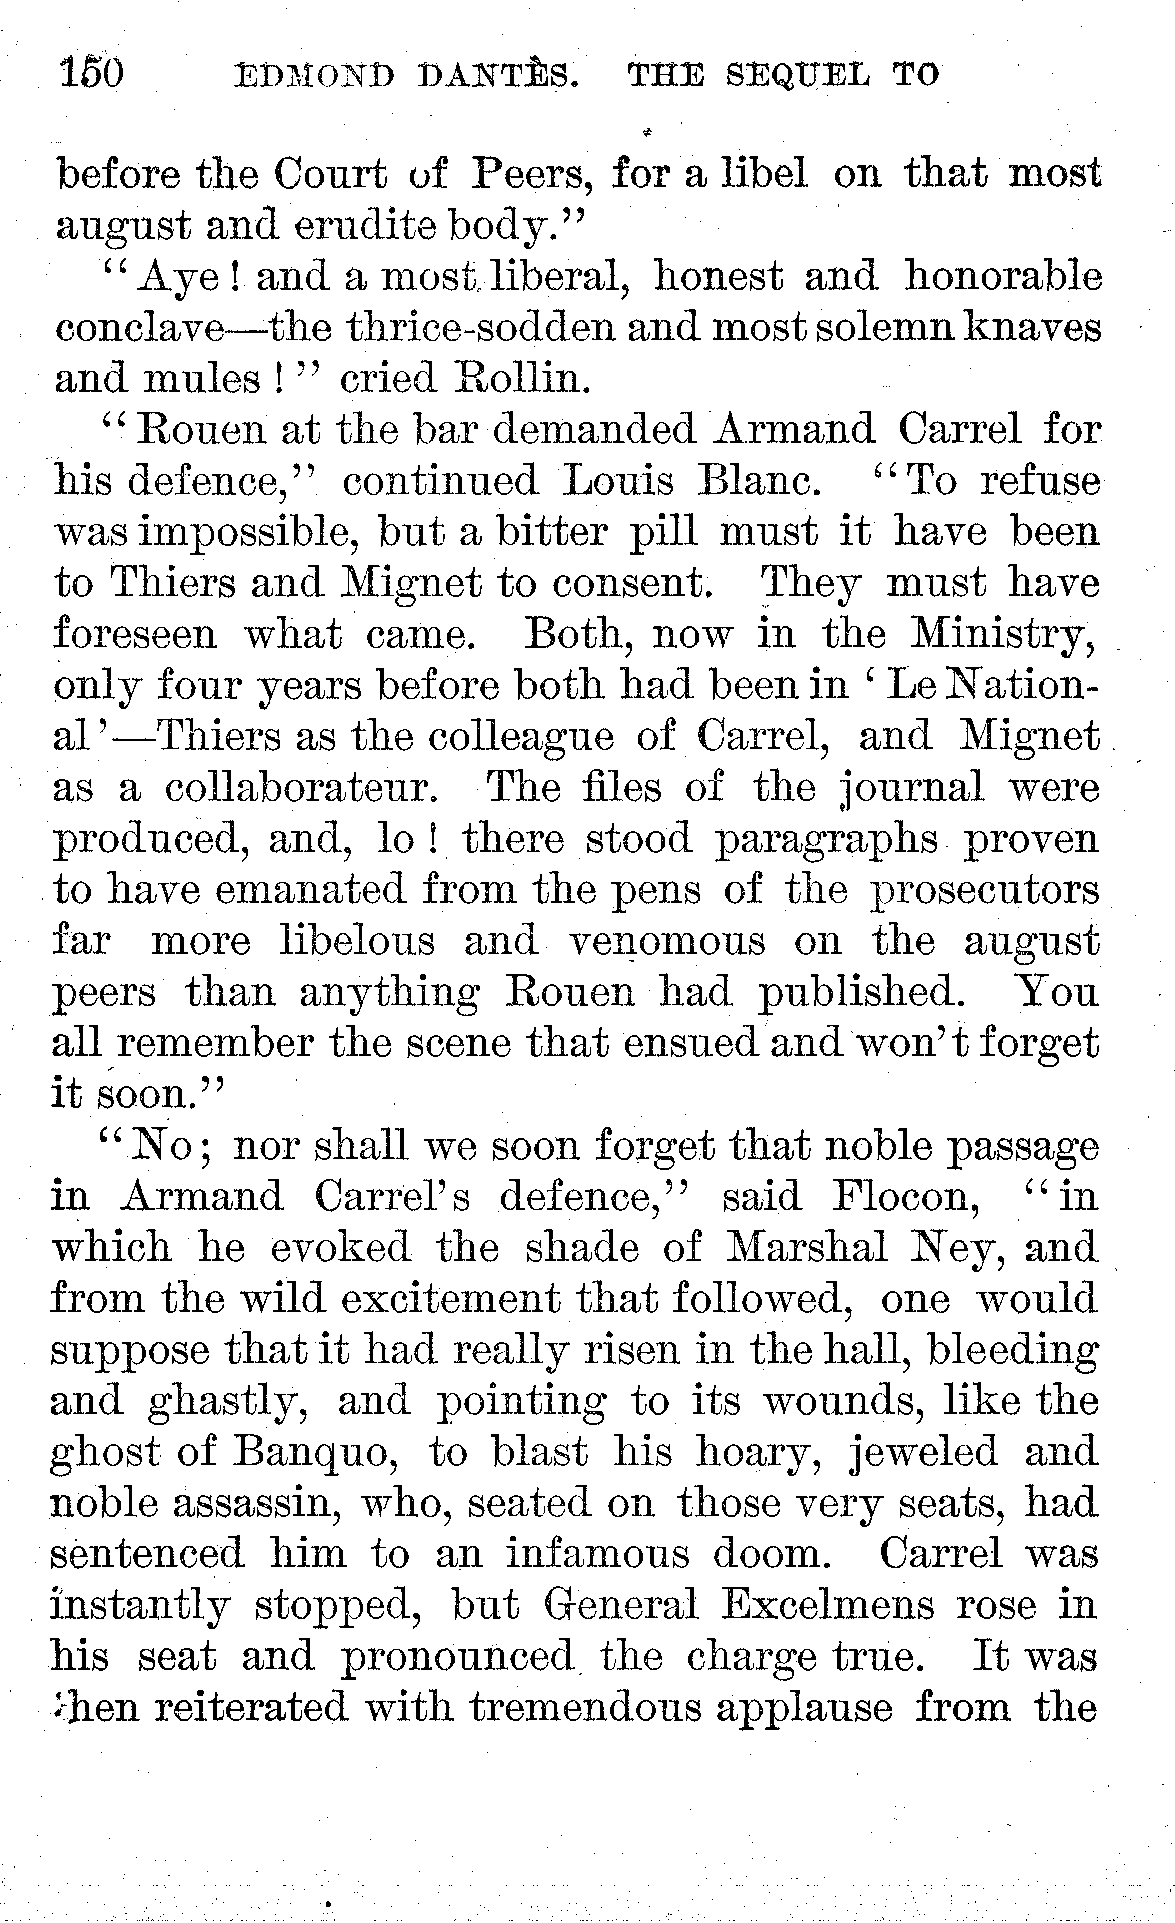 150 EDMOND DANTÈS. THE SEQUEL TO
before the Court of Peers, for a libel on that most
august and erudite body."
"Aye! and a most liberal, honest and honorable
conclave—the thrice-sodden and most solemn knaves
and mules!" cried Rollin.
"Rouen at the bar demanded Armand Carrel for
his defence," continued Louis Blanc. "To refuse
was impossible, but a bitter pill must it have been
to Thiers and Mignet to consent. They must have
foreseen what came. Both, now in the Ministry,
only four years before both had been in 'Le Nation-
al'—Thiers as the colleague of Carrel, and Mignet
as a collaborateur. The files of the journal were
produced, and, lo! there stood paragraphs proven
to have emanated from the pens of the prosecutors
far more libelous and venomous on the august
peers than anything Rouen had published. You
all remember the scene that ensued and won't forget
it soon."
"No; nor shall we soon forget that noble passage
in Armand Carrel's defence," said Flocon, "in
which he evoked the shade of Marshal Ney, and
from the wild excitement that followed, one would
suppose that it had really risen in the hall, bleeding
and ghastly, and pointing to its wounds, like the
ghost of Banquo, to blast his hoary, jeweled and
noble assassin, who, seated on those very seats, had
sentenced him to an infamous doom. Carrel was
instantly stopped, but General Excelmens rose in
his seat and pronounced the charge true. It was
then reiterated with tremendous applause from the